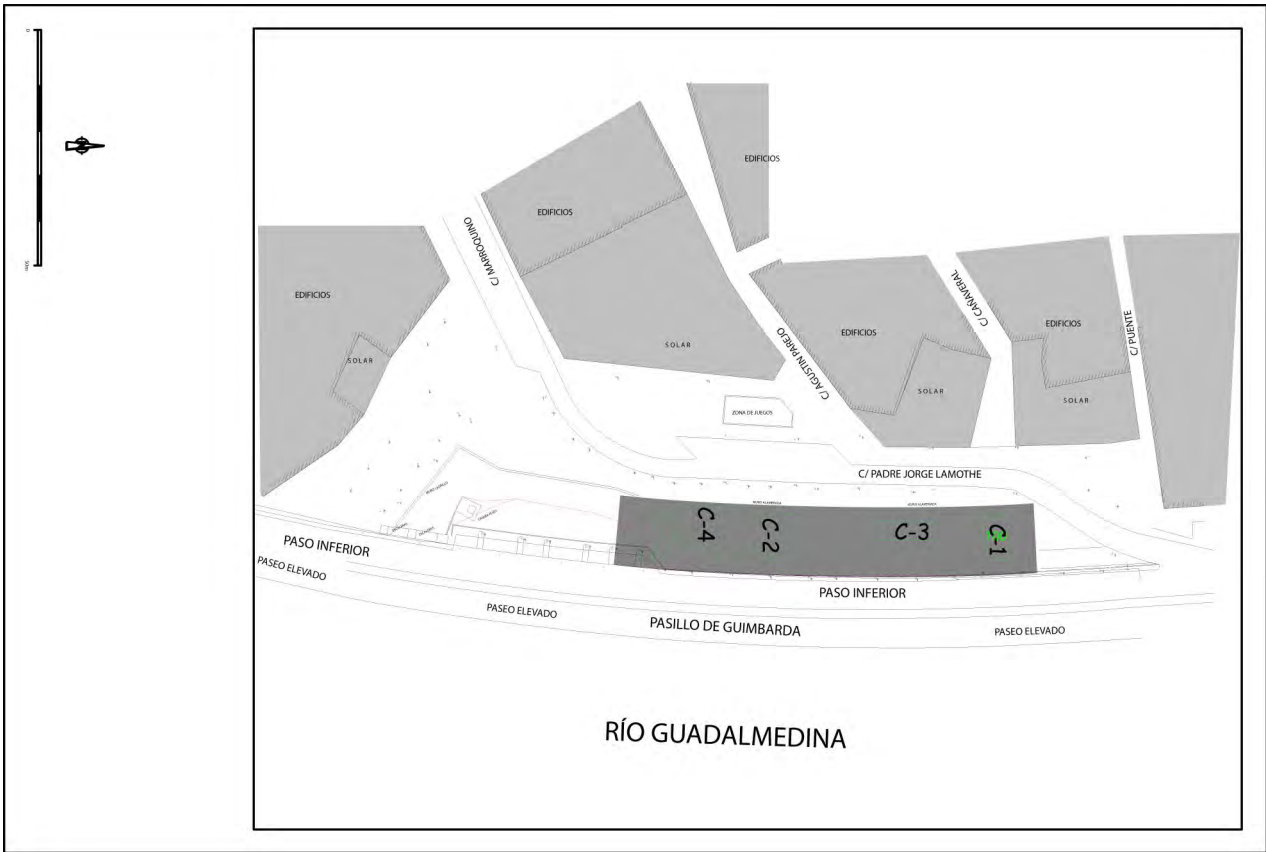 0
50m
EDIFICIOS
EDIFICIOS
C/ MARROQUINO
EDIFICIOS
C/ CAÑAVERAL
EDIFICIOS
EDIFICIOS
C/ PUENTE
SOLAR
SOLAR
C/ AGUSTIN PAREJO
SOLAR
SOLAR
ZONA DE JUEGOS
C/ PADRE JORGE LAMOTHE
C-4
C-2
C-3
C-1
PASO INFERIOR
PASEO ELEVADO
PASO INFERIOR
PASEO ELEVADO
PASILLO DE GUIMBARDA
PASEO ELEVADO
RÍO GUADALMEDINA